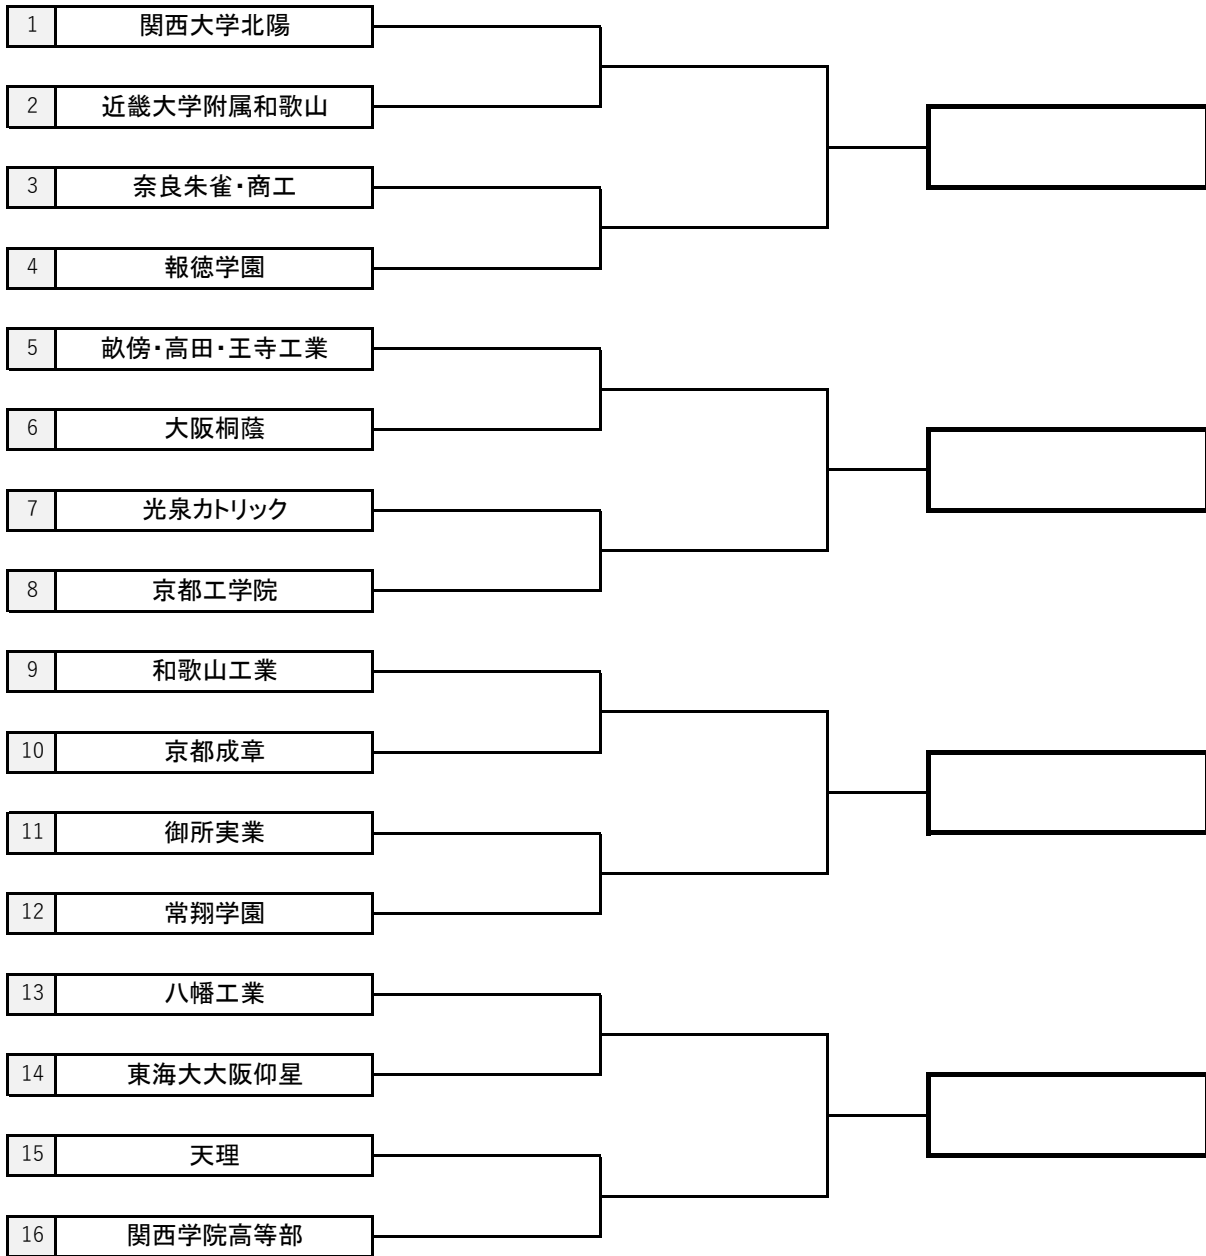 1 関西大学北陽
2 近畿大学附属和歌山
3 奈良朱雀・商工
4 報徳学園
5 畝傍・高田・王寺工業
6 大阪桐蔭
7 光泉カトリック
8 京都工学院
9 和歌山工業
10 京都成章
11 御所実業
12 常翔学園
13 八幡工業
14 東海大大阪仰星
15 天理
16 関西学院高等部